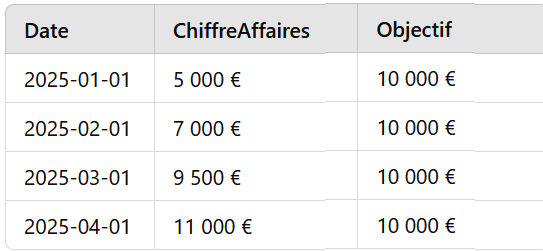 Date ChiffreAffaires Objectif
2025-01-01 5 000 € 10 000 €
2025-02-01 7 000 € 10 000 €
2025-03-01 9 500 € 10 000 €
2025-04-01 11 000 € 10 000 €